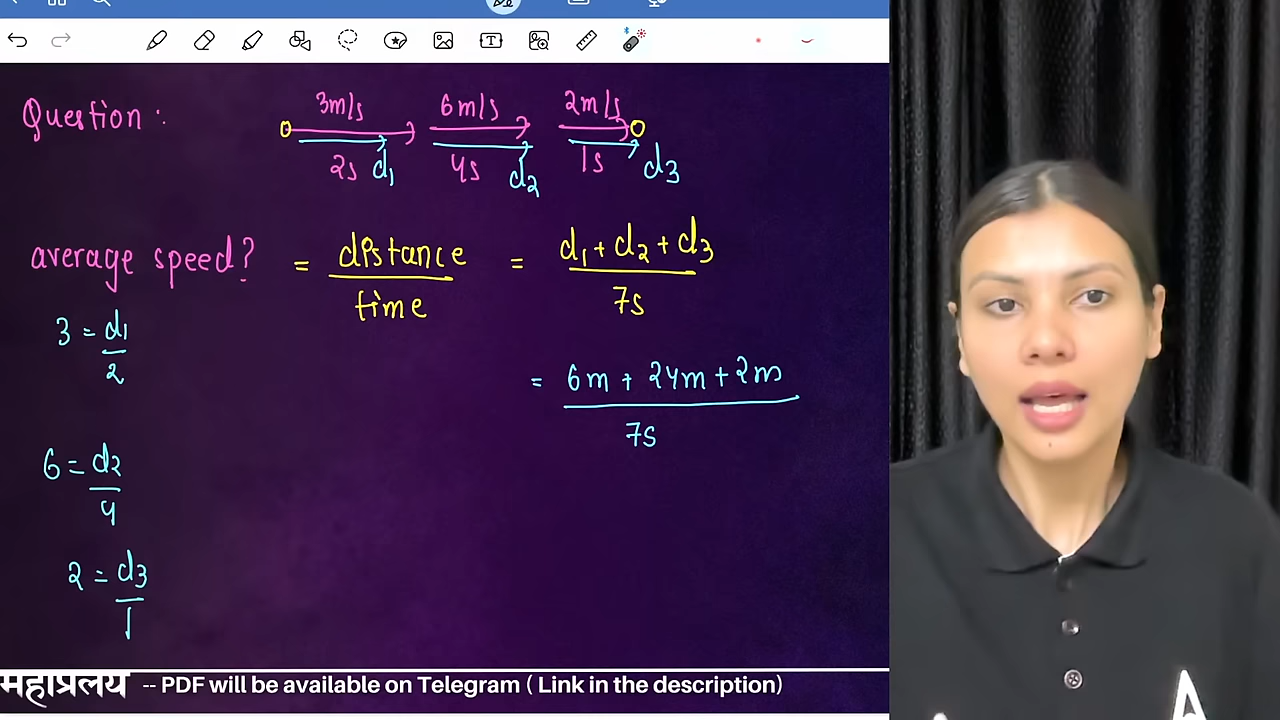 Question :
3m/s 6m/s 2m/s
2s d₁ 4s d₂ 1s d₃
average speed? = distance / time = d₁ + d₂ + d₃ / 7s
3 = d₁ / 2
= 6m + 24m + 2m / 7s
6 = d₂ / 4
2 = d₃ / 1
महाप्रलय -- PDF will be available on Telegram ( Link in the description)
A